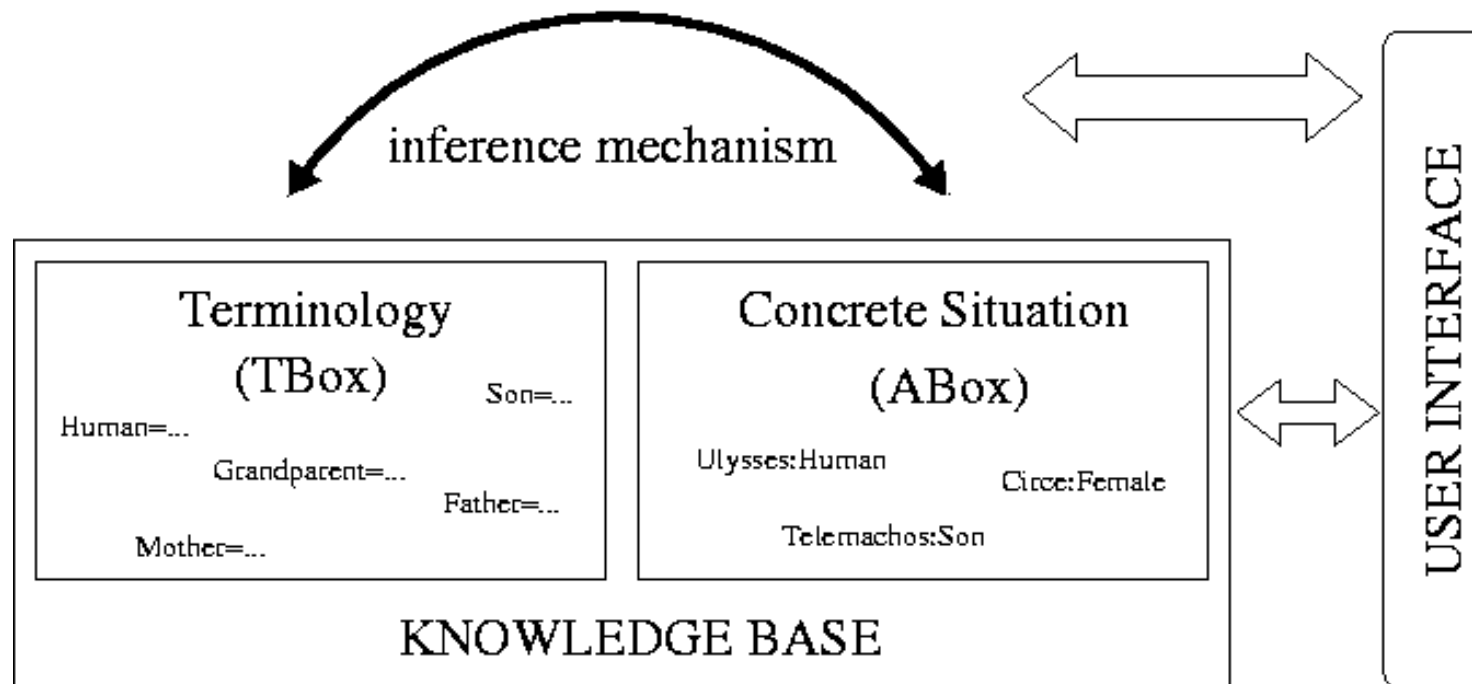 inference mechanism
Terminology
(TBox)
Son=...
Human=...
Grandparent=...
Father=...
Mother=...
Concrete Situation
(ABox)
Ulysses:Human
Circe:Female
Telemachos:Son
KNOWLEDGE BASE
USER INTERFACE